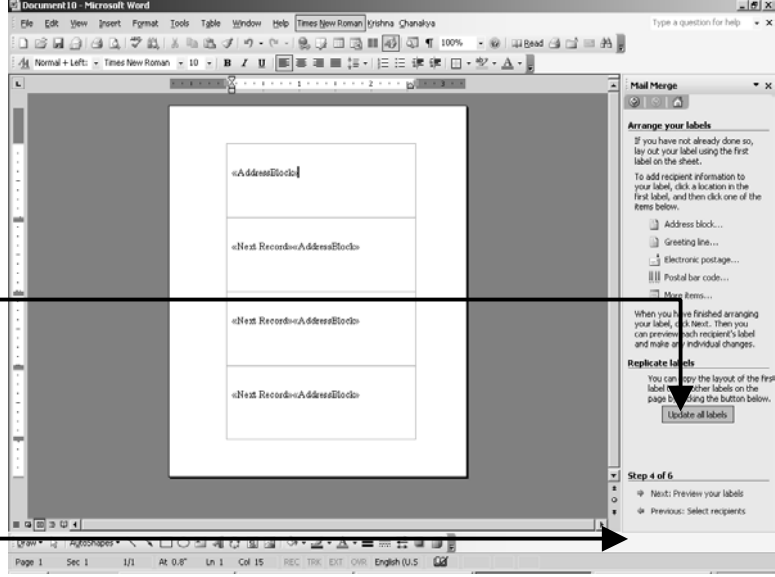 Document10 - Microsoft Word
File Edit View Insert Format Tools Table Window Help Times New Roman Krishna Chanakya Type a question for help
100% Read
Normal + Left: Times New Roman 10 B I U A
Mail Merge
Arrange your labels
If you have not already done so,
lay out your label using the first
label on the sheet.
To add recipient information to
your label, click a location in the
first label, and then click one of the
items below.
Address block...
Greeting line...
Electronic postage...
Postal bar code...
More items...
When you have finished arranging
your label, click Next. Then you
can preview each recipient's label
and make any individual changes.
Replicate labels
You can copy the layout of the first
label to other labels on the
page by clicking the button below.
Update all labels
Step 4 of 6
Next: Preview your labels
Previous: Select recipients
«AddressBlock»
«Next Record»«AddressBlock»
«Next Record»«AddressBlock»
«Next Record»«AddressBlock»
Draw AutoShapes
Page 1 Sec 1 1/1 At 0.8" Ln 1 Col 15 REC TRK EXT OVR English (U.S